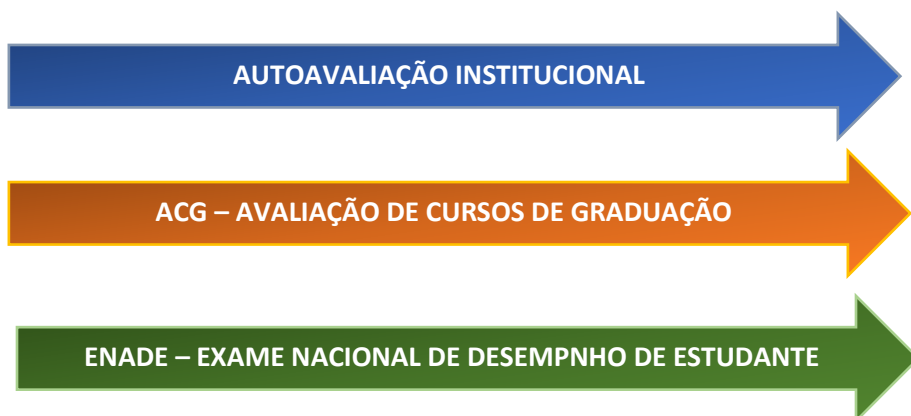 AUTOAVALIAÇÃO INSTITUCIONAL
ACG – AVALIAÇÃO DE CURSOS DE GRADUAÇÃO
ENADE – EXAME NACIONAL DE DESEMPNHO DE ESTUDANTE